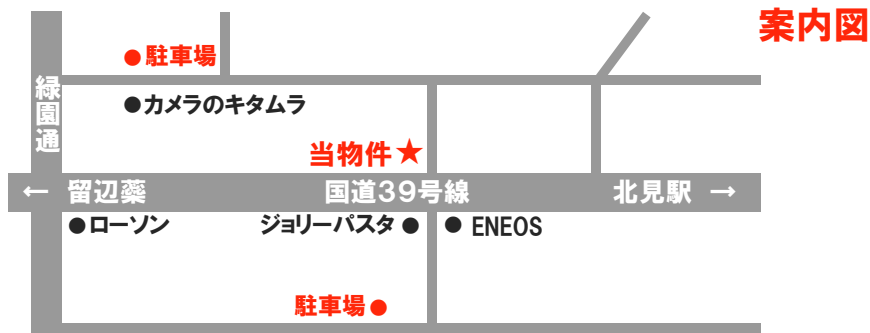 案内図
●駐車場
緑園通
●カメラのキタムラ
当物件★
← 留辺蘂 国道39号線 北見駅 →
●ローソン ジョリーパスタ● ● ENEOS
駐車場●